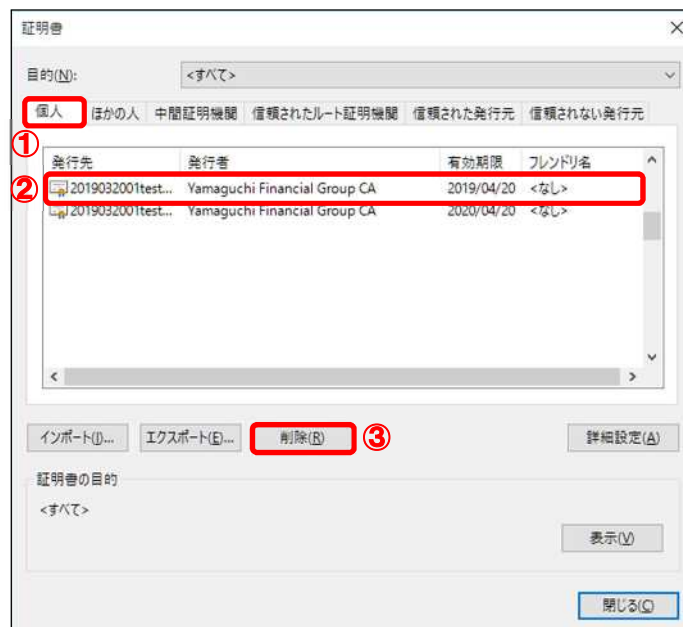 証明書
目的(N): <すべて>
個人 ほかの人 中間証明機関 信頼されたルート証明機関 信頼された発行元 信頼されない発行元
①
発行先 発行者 有効期限 フレンドリ名
② 2019032001test... Yamaguchi Financial Group CA 2019/04/20 <なし>
2019032001test... Yamaguchi Financial Group CA 2020/04/20 <なし>
インポート(I)... エクスポート(E)... 削除(R) ③ 詳細設定(A)
証明書の目的
<すべて>
表示(V)
閉じる(C)